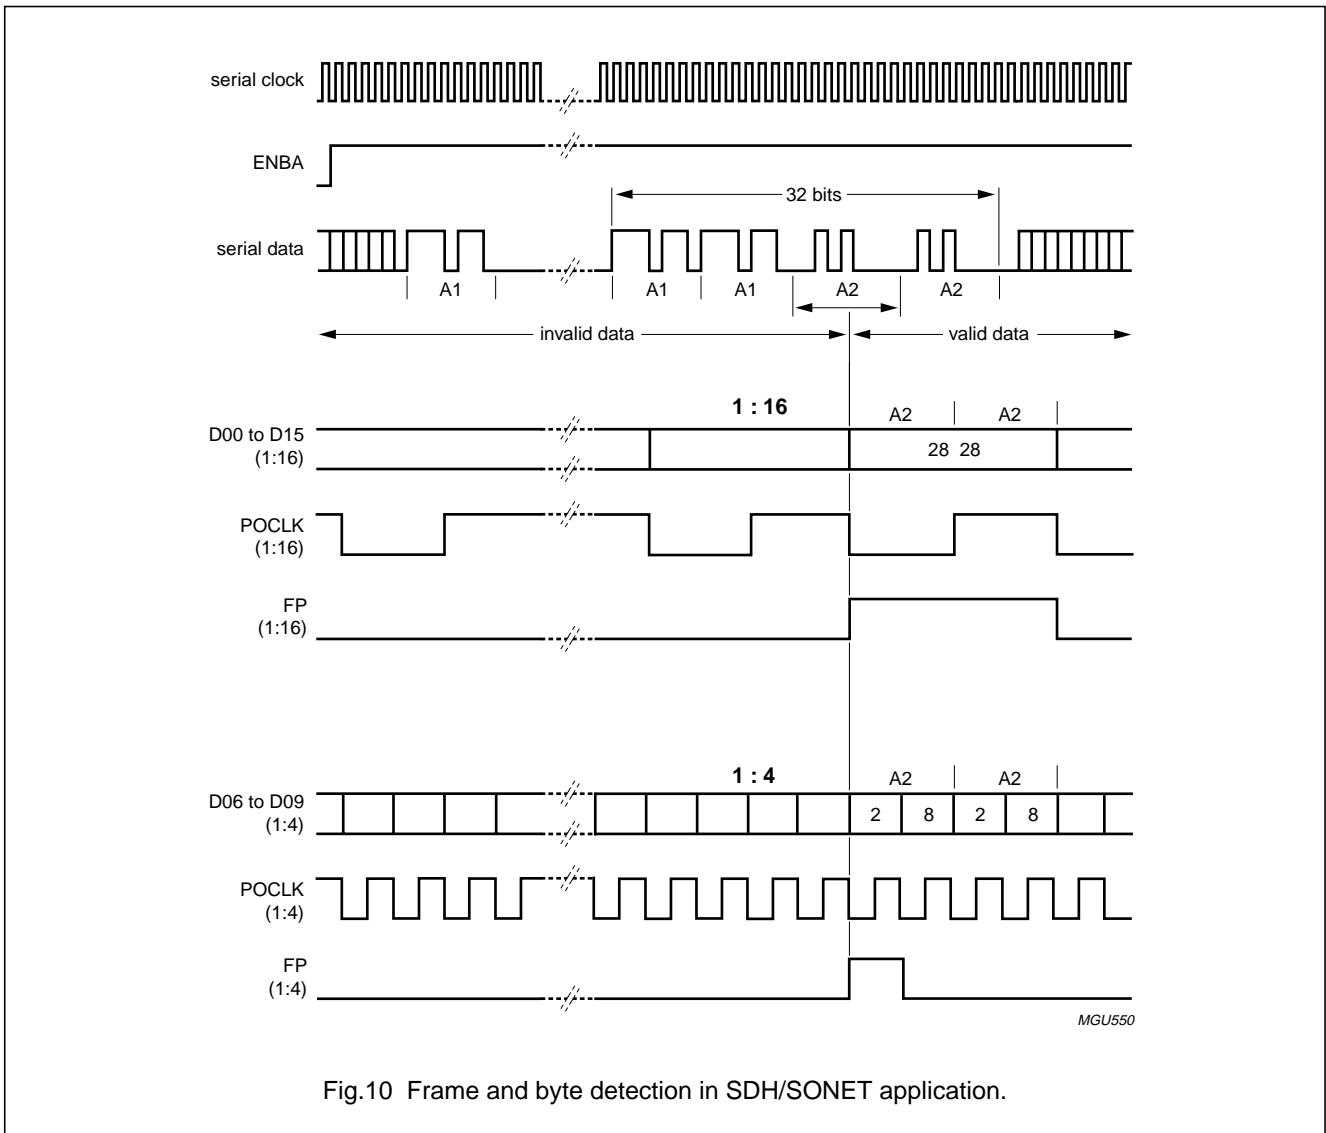 serial clock
ENBA
32 bits
serial data
A1 A1 A1 A2 A2
invalid data valid data
1 : 16 A2 A2
D00 to D15
(1:16)
28 28
POCLK
(1:16)
FP
(1:16)
1 : 4 A2 A2
D06 to D09
(1:4)
2 8 2 8
POCLK
(1:4)
FP
(1:4)
MGU550
Fig.10 Frame and byte detection in SDH/SONET application.